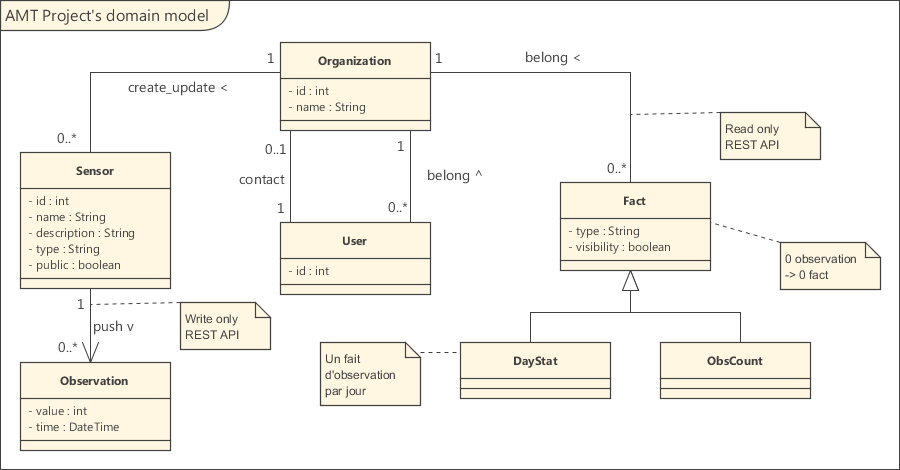 AMT Project's domain model
1
Organization
1
belong <
create_update <
- id : int
- name : String
0..*
Read only
REST API
0..1
1
contact
belong ^
0..*
Sensor
- id : int
- name : String
- description : String
- type : String
- public : boolean
1
0..*
Fact
- type : String
- visibility : boolean
User
- id : int
0 observation
-> 0 fact
1
push v
0..*
Write only
REST API
Un fait
d'observation
par jour
DayStat
ObsCount
Observation
- value : int
- time : DateTime